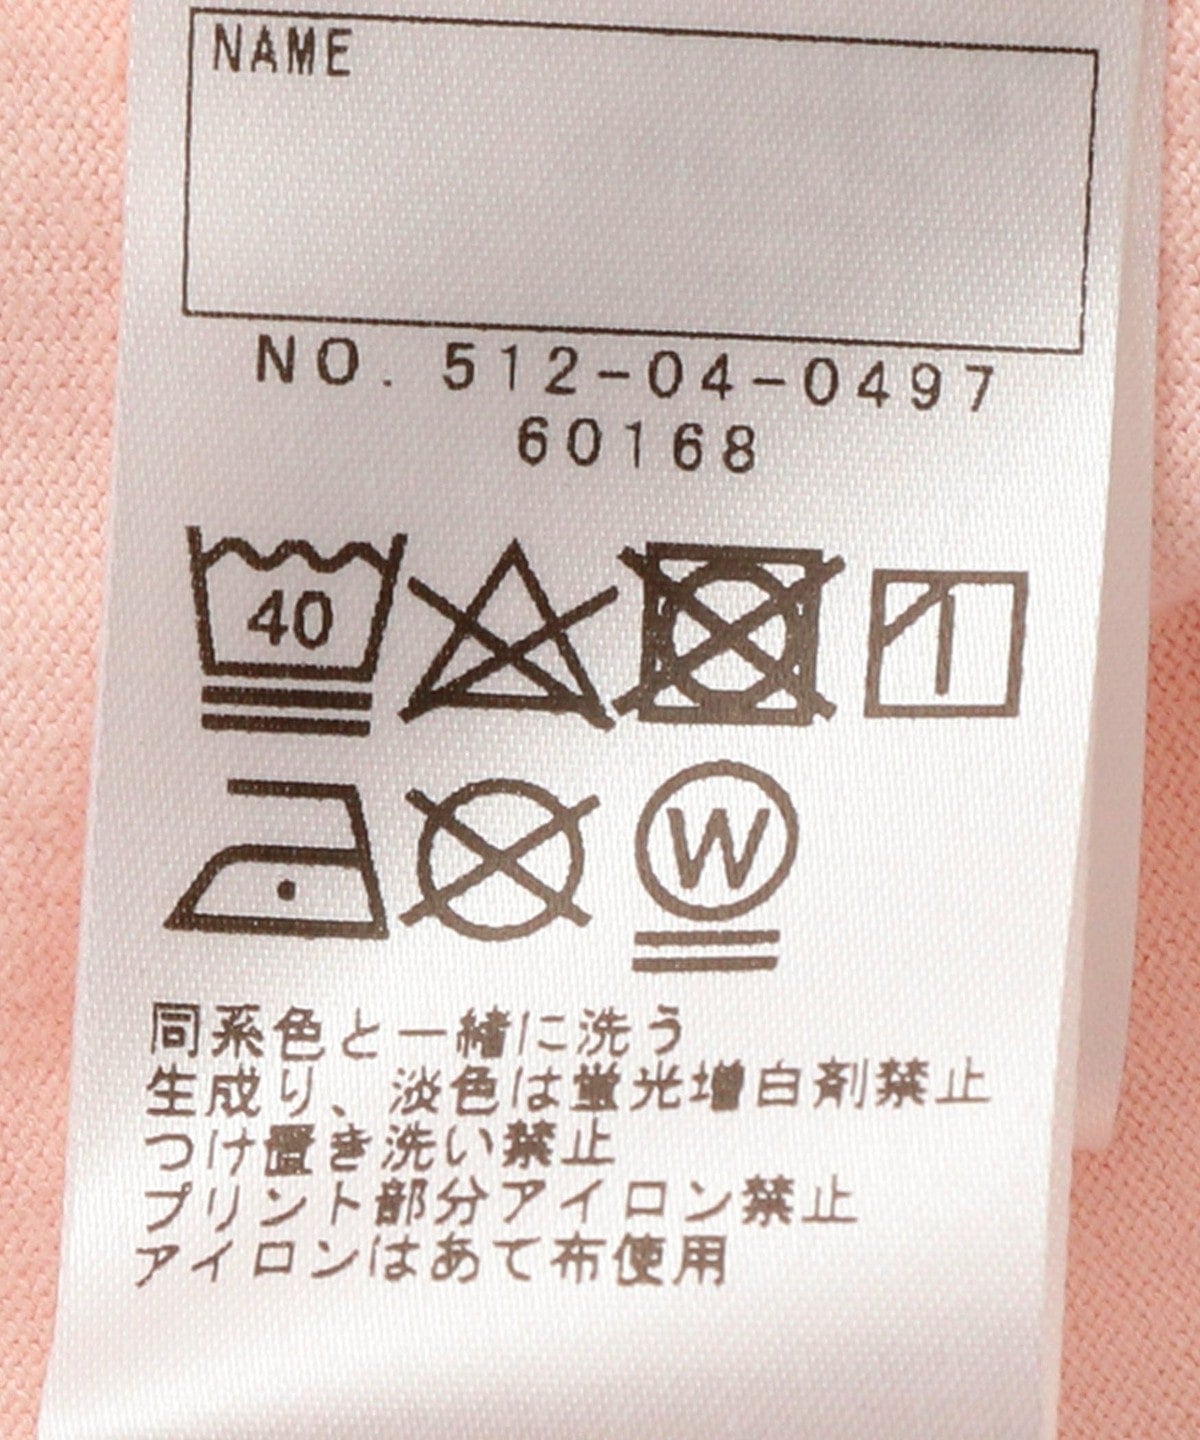 NAME
NO. 512-04-0497
60168
40
W
同系色と一緒に洗う
生成り、淡色は蛍光増白剤禁止
つけ置き洗い禁止
プリント部分アイロン禁止
アイロンはあて布使用